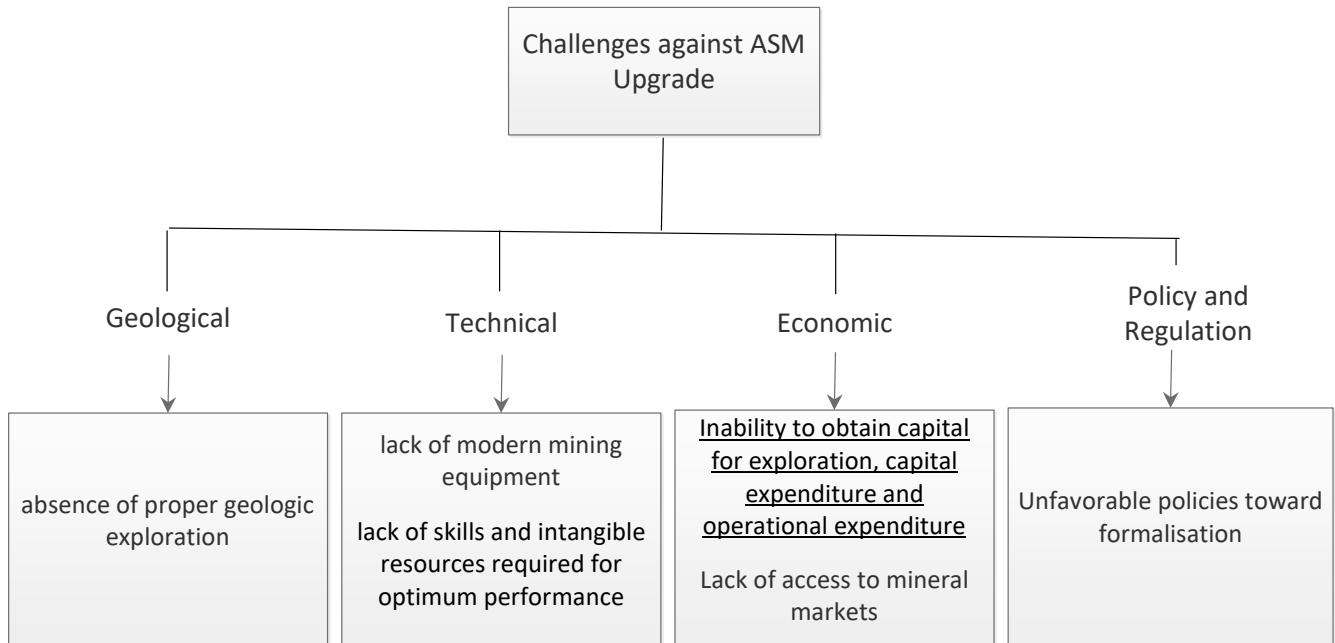 Challenges against ASM
Upgrade
Geological
Technical
Economic
Policy and
Regulation
absence of proper geologic
exploration
lack of modern mining
equipment
lack of skills and intangible
resources required for
optimum performance
Inability to obtain capital
for exploration, capital
expenditure and
operational expenditure
Lack of access to mineral
markets
Unfavorable policies toward
formalisation